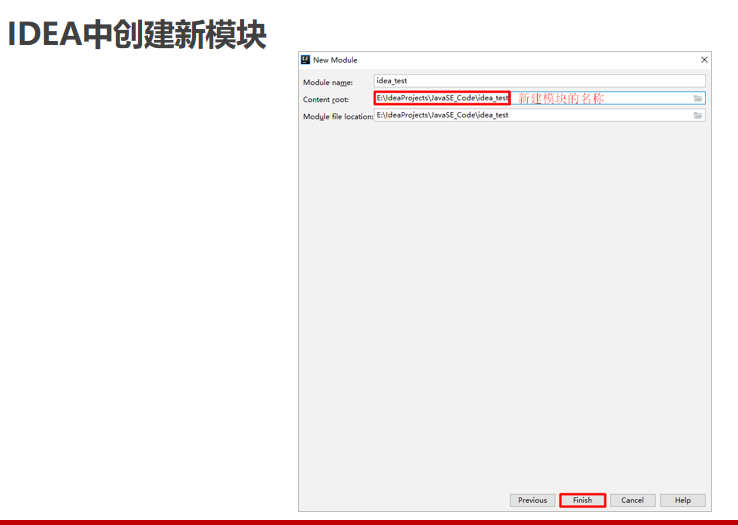 IDEA中创建新模块
New Module
Module name: idea_test
Content root: E:\IdeaProjects\JavaSE_Code\idea_test 新建模块的名称
Module file location: E:\IdeaProjects\JavaSE_Code\idea_test
Previous Finish Cancel Help